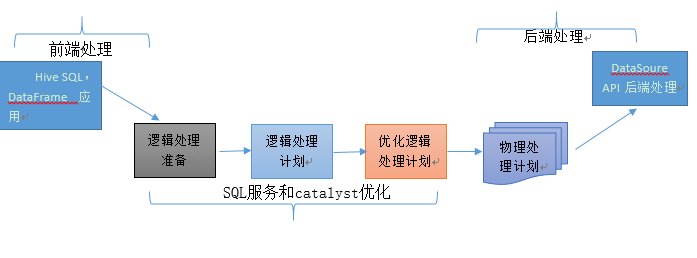 前端处理
后端处理
Hive SQL，
DataFrame 应
用
DataSoure
API 后端处理
逻辑处理
准备
逻辑处理
计划
优化逻辑
处理计划
物理处
理计划
SQL服务和catalyst优化